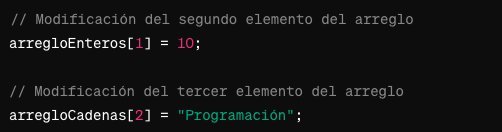 // Modificación del segundo elemento del arreglo
arregloEnteros[1] = 10;
// Modificación del tercer elemento del arreglo
arregloCadenas[2] = "Programación";